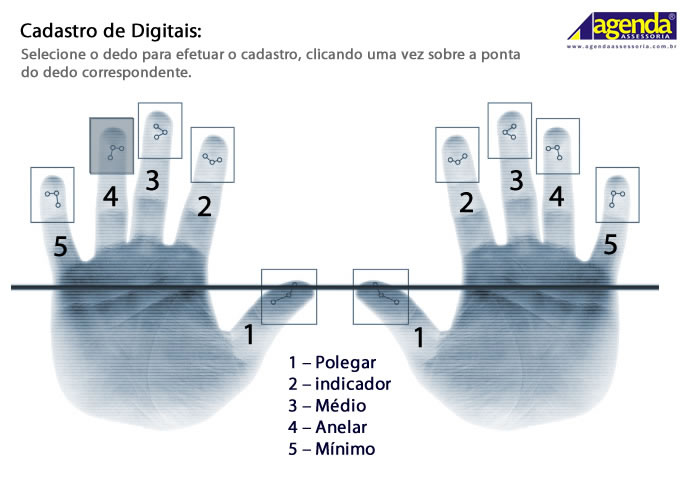 Cadastro de Digitais:
Selecione o dedo para efetuar o cadastro, clicando uma vez sobre a ponta
do dedo correspondente.
agenda
ASSESSORIA
www.agendaassessoria.com.br
5
4
3
2
1
2
3
4
5
1
1 – Polegar
2 – indicador
3 – Médio
4 – Anelar
5 – Mínimo